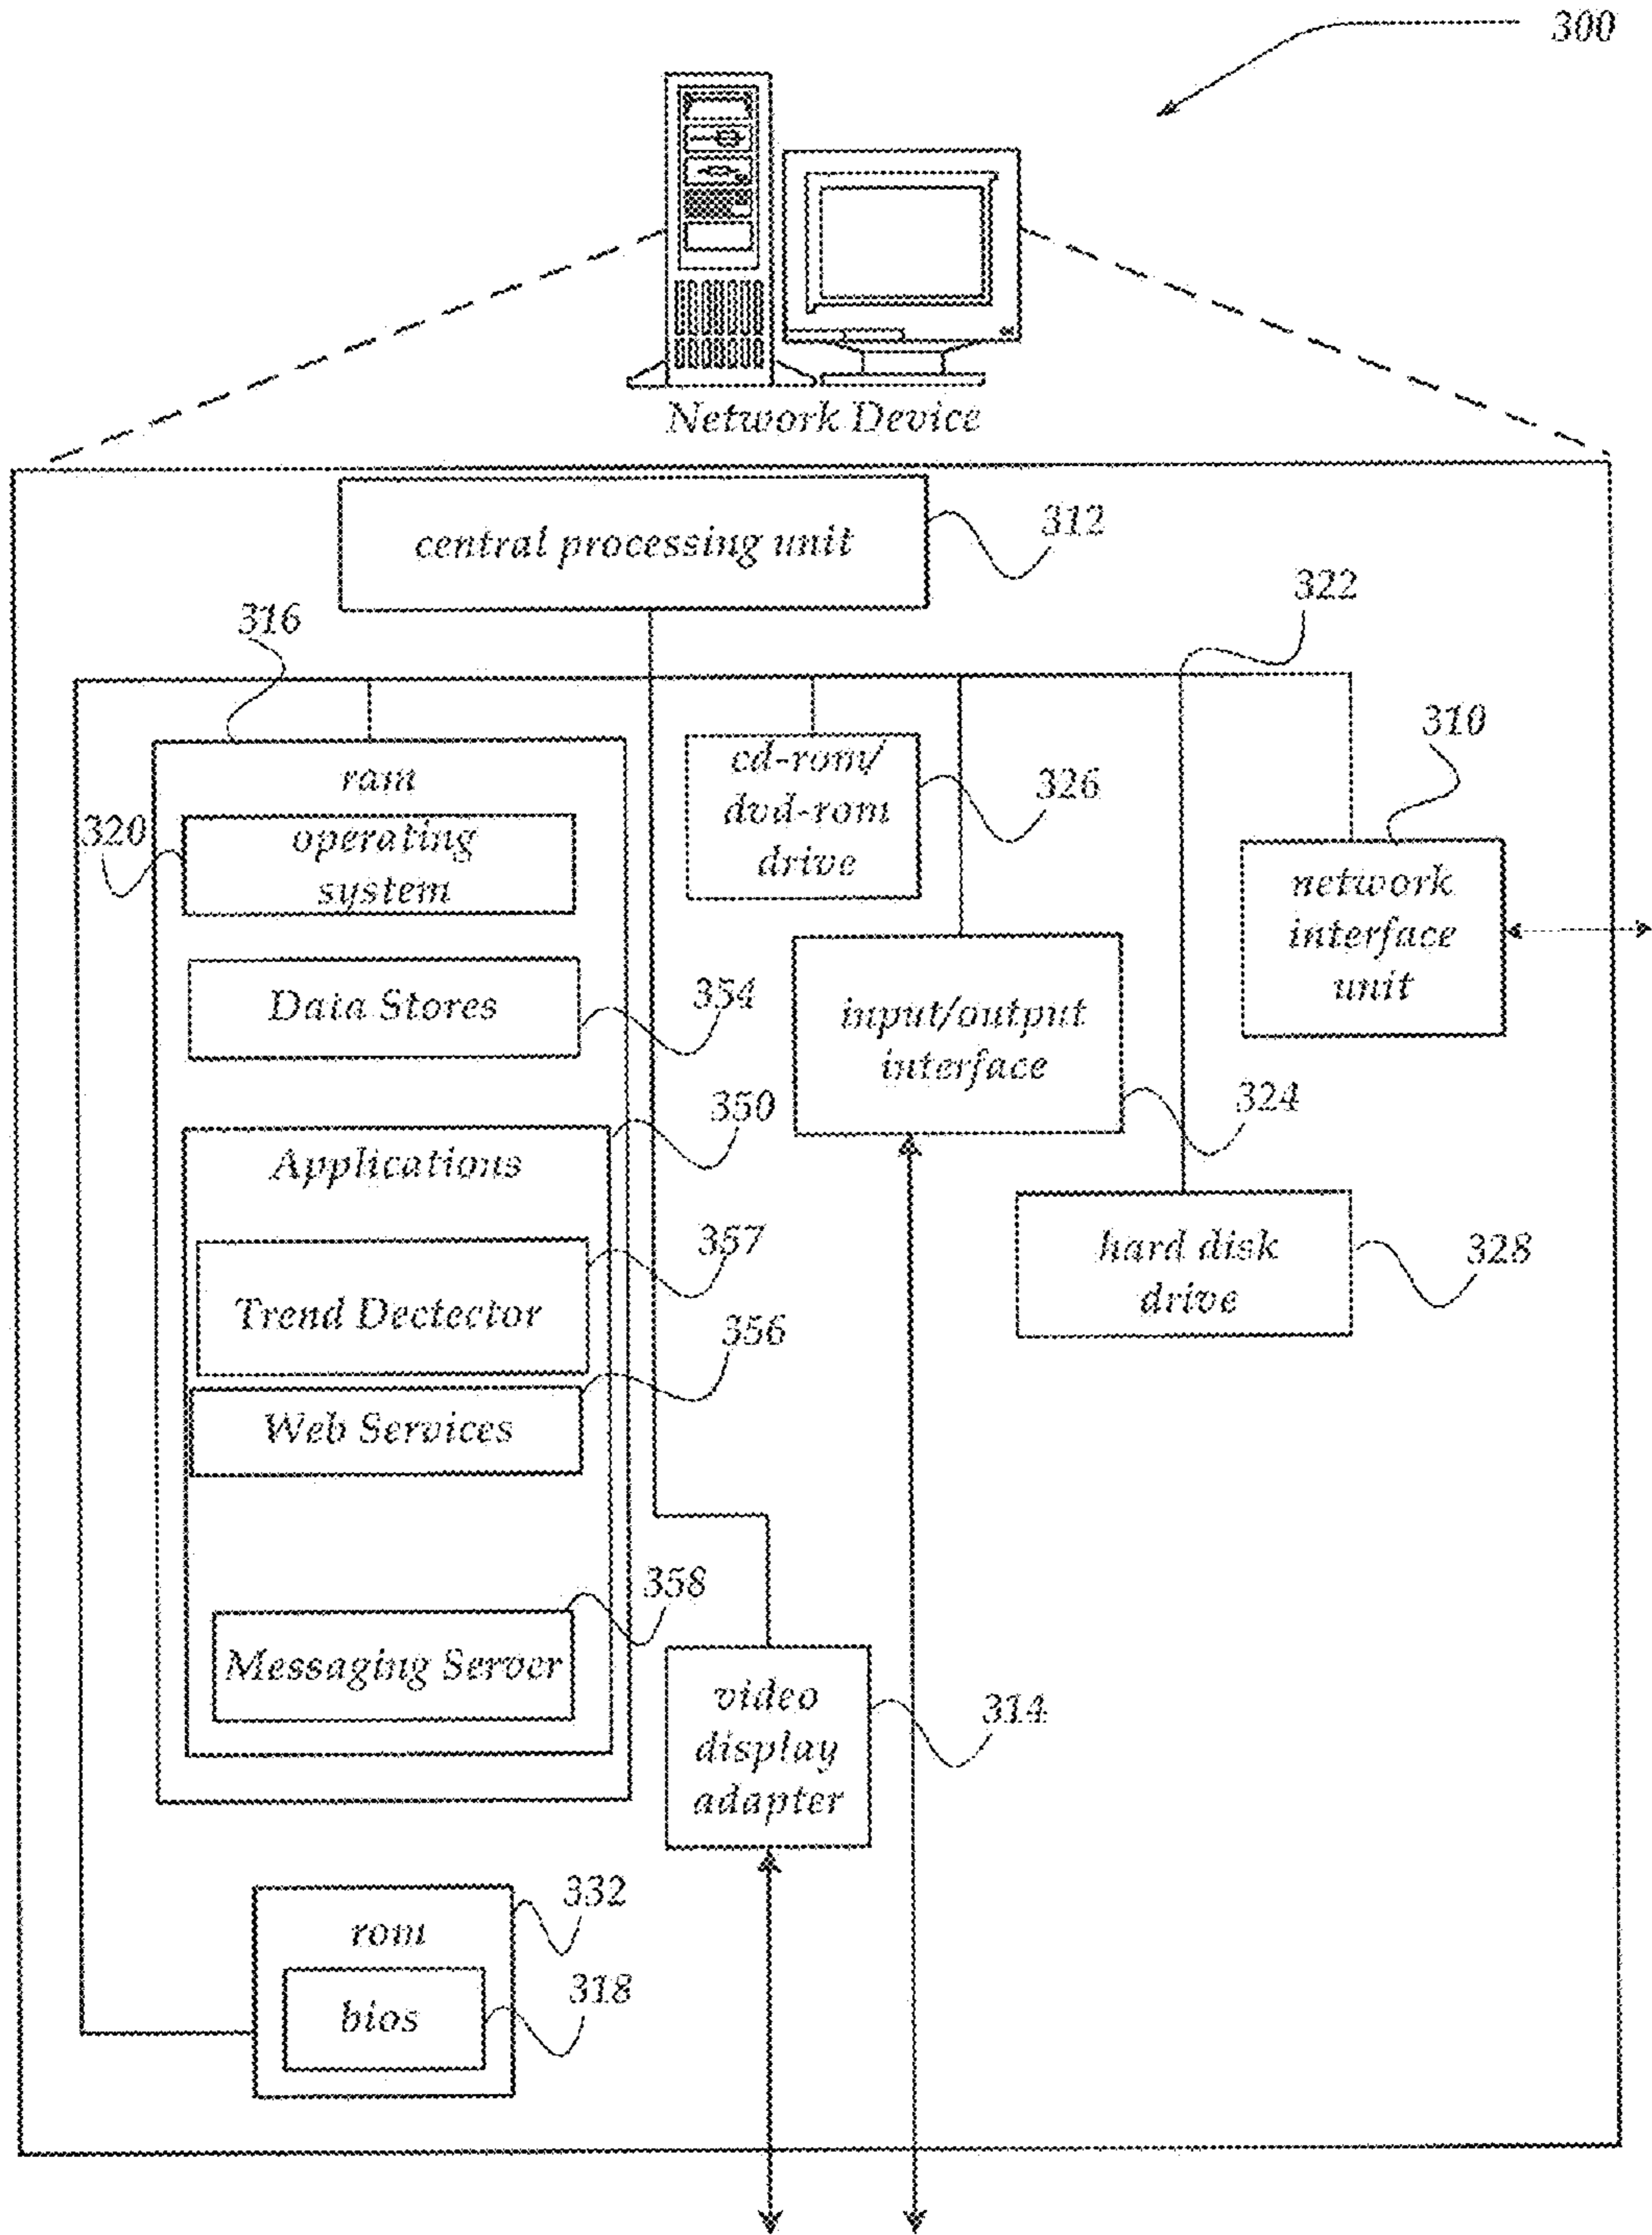 300
Network Device
central processing unit
312
322
316
310
ram
cd-rom/
dvd-rom
drive
326
320
operating
system
network
interface
unit
Data Stores
354
input/output
interface
350
324
Applications
357
hard disk
drive
328
Trend Dectector
356
Web Services
358
Messaging Server
video
display
adapter
314
332
rom
318
bios